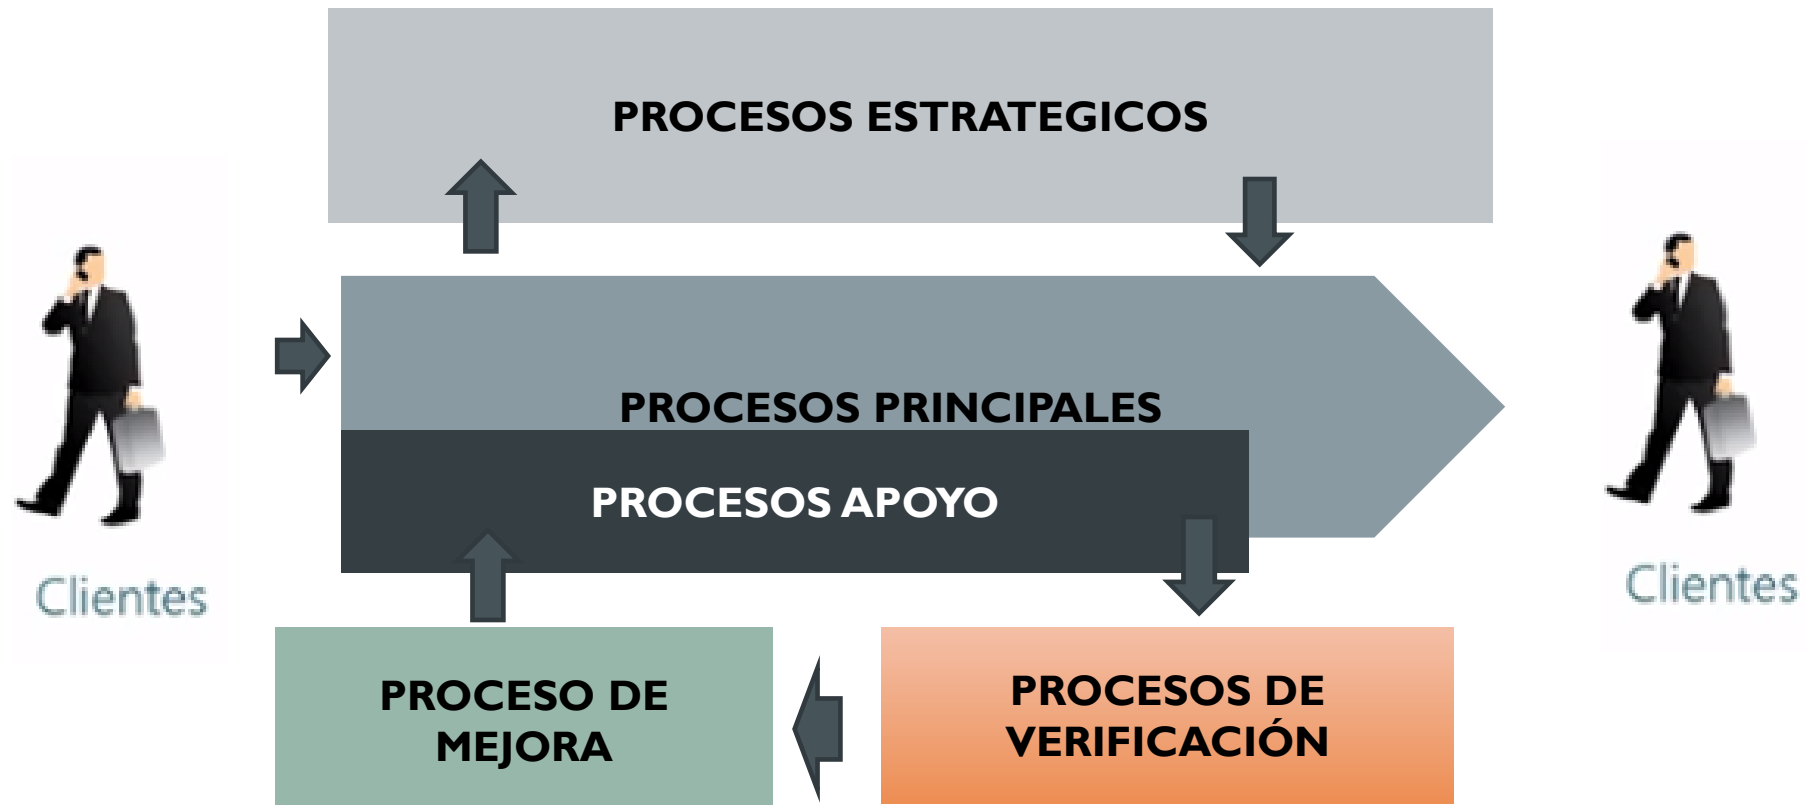 PROCESOS ESTRATEGICOS
PROCESOS PRINCIPALES
PROCESOS APOYO
Clientes
Clientes
PROCESO DE
MEJORA
PROCESOS DE
VERIFICACIÓN